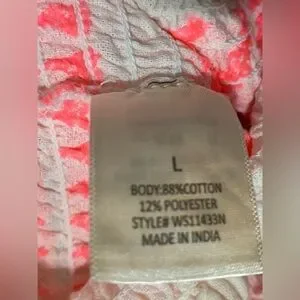 L
BODY:88%COTTON
12% POLYESTER
STYLE# WS11433N
MADE IN INDIA